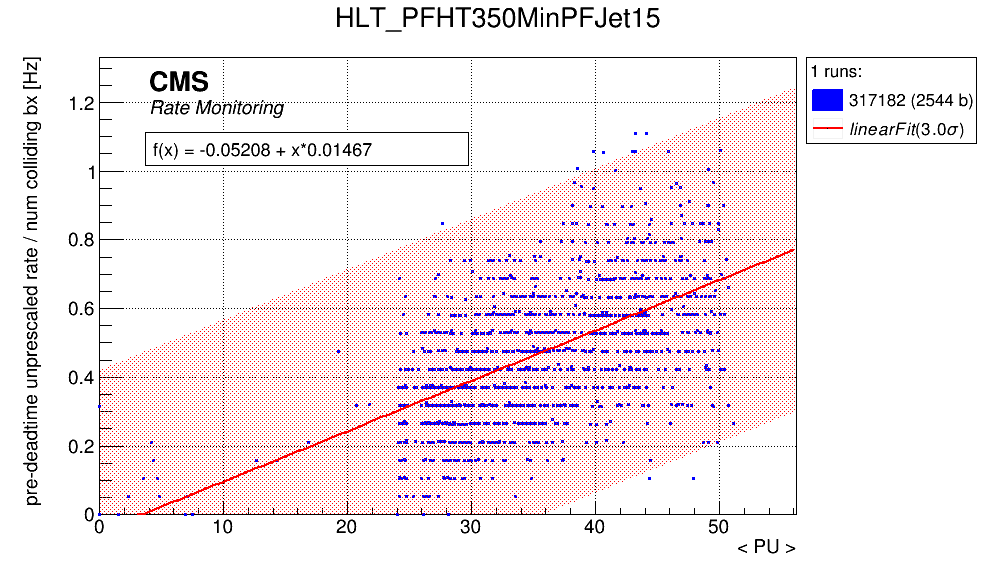 HLT_PFHT350MinPFJet15
CMS
Rate Monitoring
f(x) = -0.05208 + x*0.01467
1 runs:
317182 (2544 b)
linearFit(3.0σ)
pre-deadtime unprescaled rate / num colliding bx [Hz]
1.2
1
0.8
0.6
0.4
0.2
0
0 10 20 30 40 50
< PU >